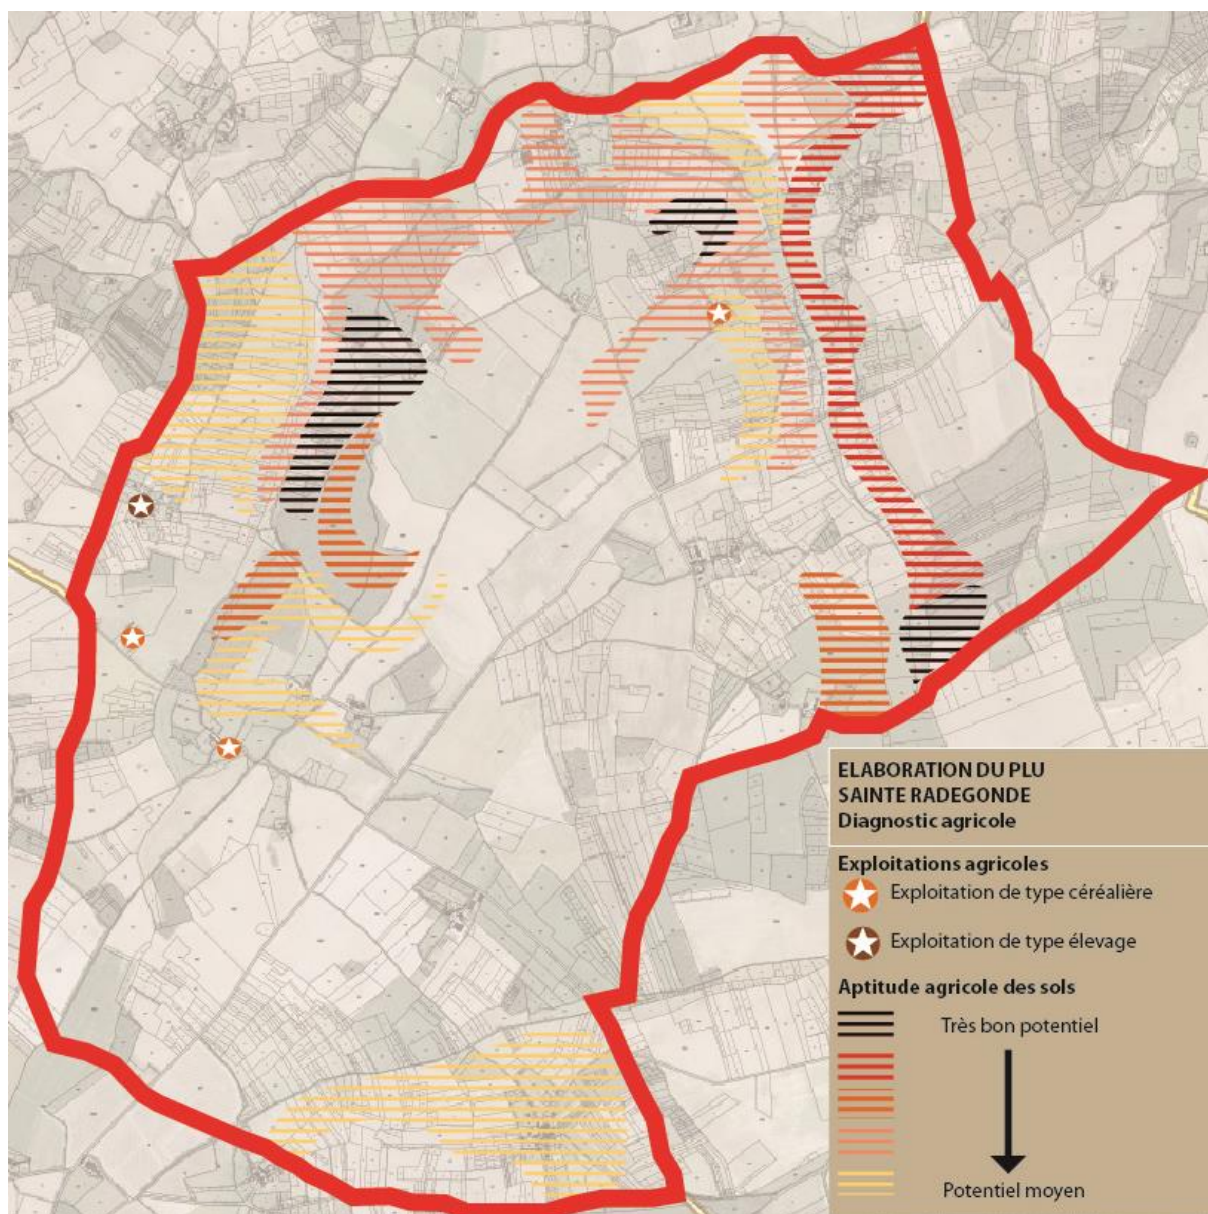 ELABORATION DU PLU
SAINTE RADEGONDE
Diagnostic agricole
Exploitations agricoles
Exploitation de type céréalière
Exploitation de type élevage
Aptitude agricole des sols
Très bon potentiel
Potentiel moyen